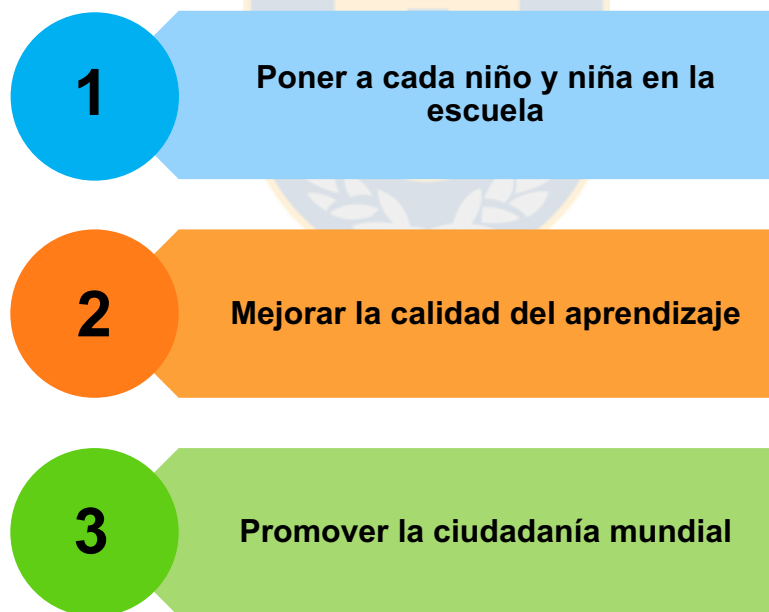 1
Poner a cada niño y niña en la
escuela
2
Mejorar la calidad del aprendizaje
3
Promover la ciudadanía mundial